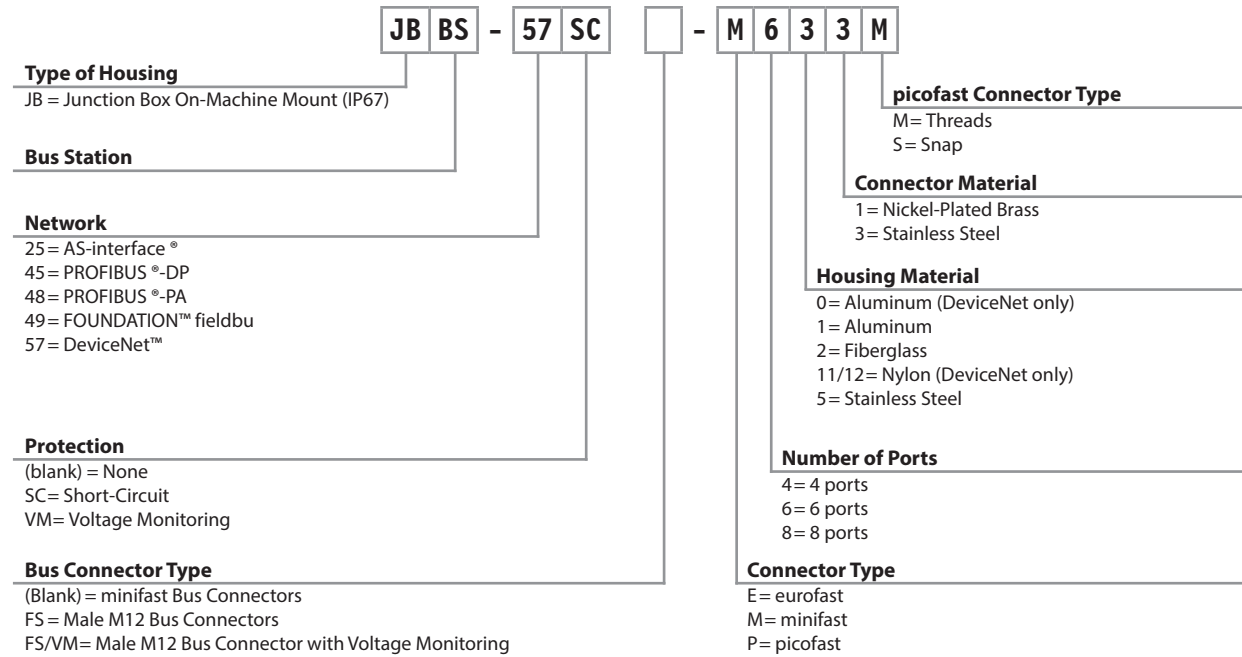 JB BS - 57 SC - M 6 3 3 M
Type of Housing
JB = Junction Box On-Machine Mount (IP67)
Bus Station
Network
25 = AS-interface ®
45 = PROFIBUS ®-DP
48 = PROFIBUS ®-PA
49 = FOUNDATION™ fieldbu
57 = DeviceNet™
Protection
(blank) = None
SC = Short-Circuit
VM = Voltage Monitoring
Bus Connector Type
(Blank) = minifast Bus Connectors
FS = Male M12 Bus Connectors
FS/VM = Male M12 Bus Connector with Voltage Monitoring
picofast Connector Type
M = Threads
S = Snap
Connector Material
1 = Nickel-Plated Brass
3 = Stainless Steel
Housing Material
0 = Aluminum (DeviceNet only)
1 = Aluminum
2 = Fiberglass
11/12 = Nylon (DeviceNet only)
5 = Stainless Steel
Number of Ports
4 = 4 ports
6 = 6 ports
8 = 8 ports
Connector Type
E = eurofast
M = minifast
P = picofast